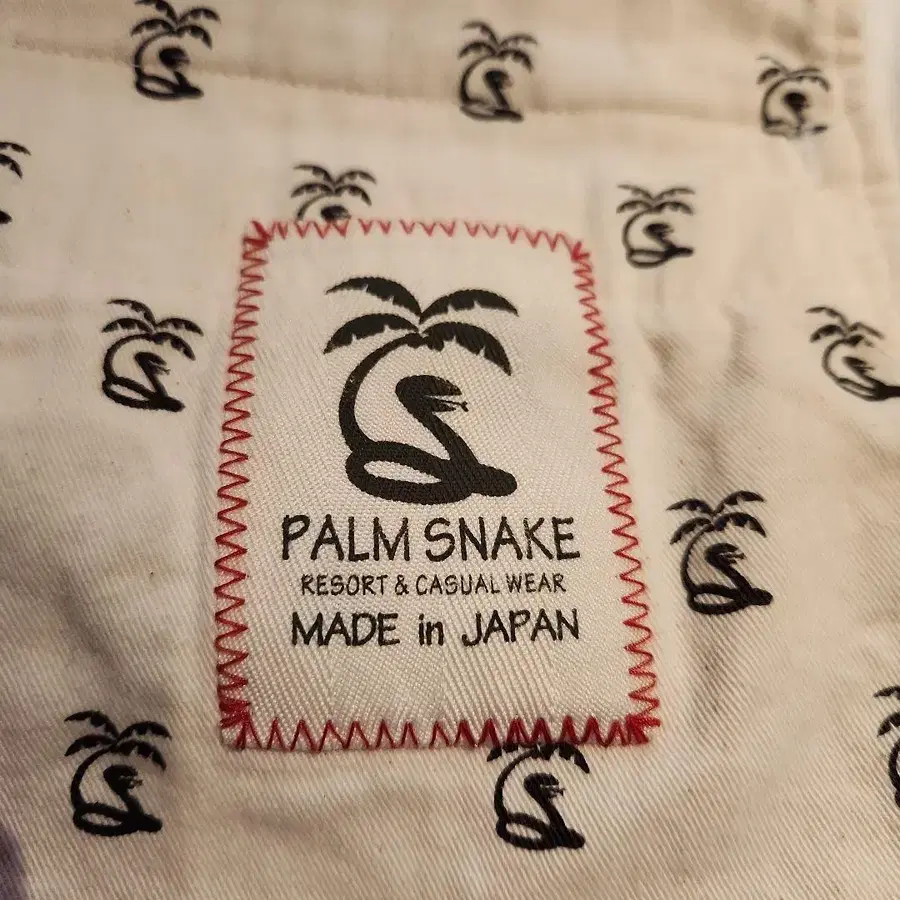 PALM SNAKE
RESORT & CASUAL WEAR
MADE in JAPAN